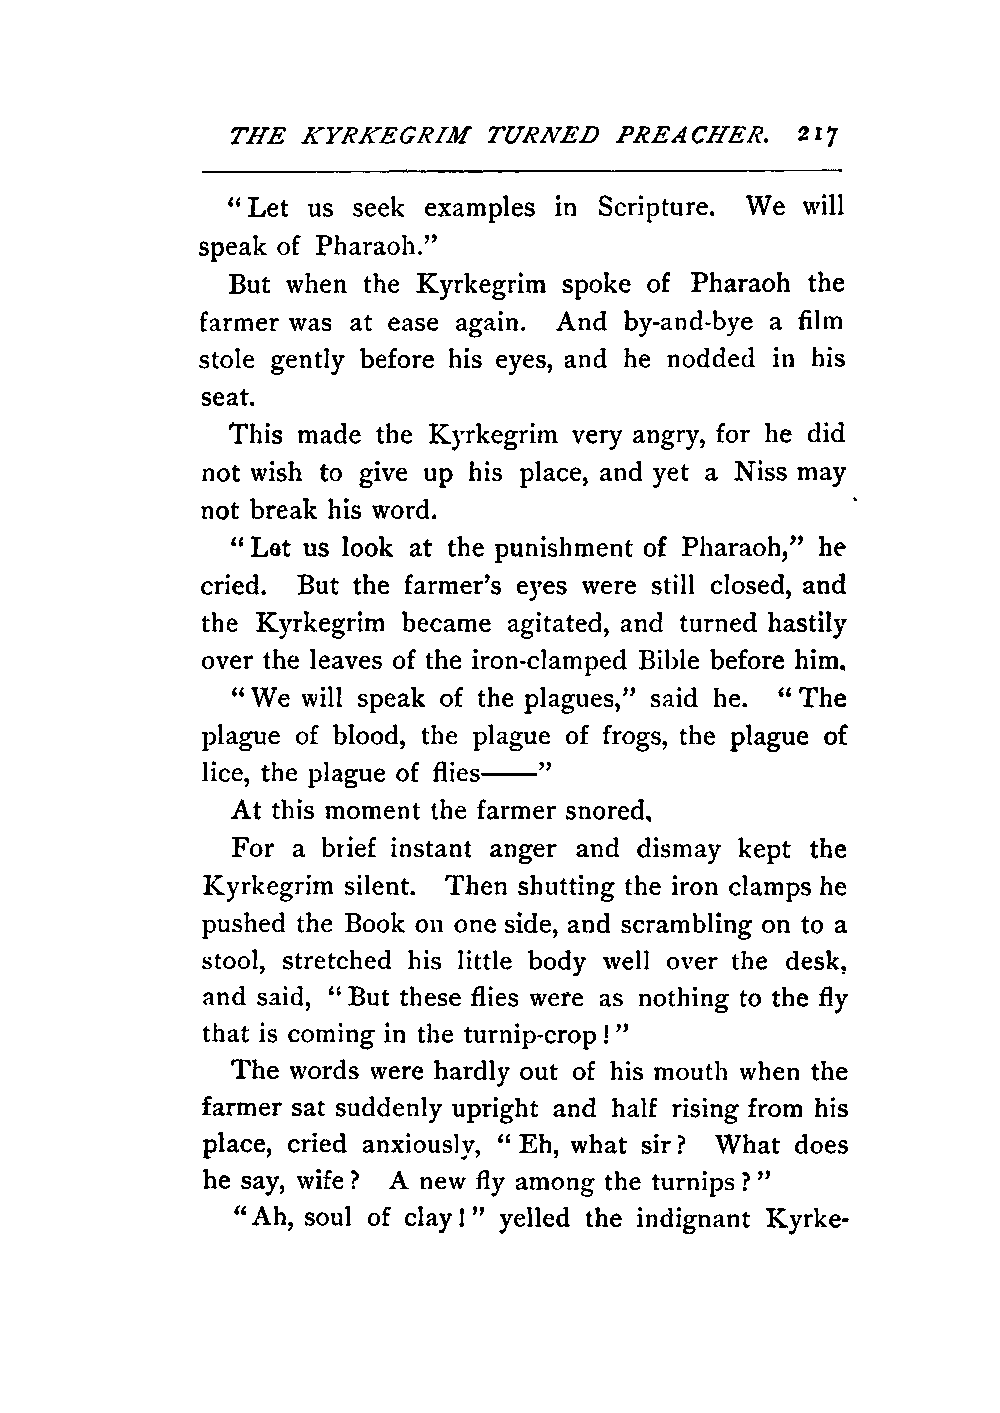 THE KYRKEGRIM TURNED PREACHER. 217
“Let us seek examples in Scripture. We will
speak of Pharaoh.”
But when the Kyrkegrim spoke of Pharaoh the
farmer was at ease again. And by-and-bye a film
stole gently before his eyes, and he nodded in his
seat.
This made the Kyrkegrim very angry, for he did
not wish to give up his place, and yet a Niss may
not break his word.
“Let us look at the punishment of Pharaoh,” he
cried. But the farmer’s eyes were still closed, and
the Kyrkegrim became agitated, and turned hastily
over the leaves of the iron-clamped Bible before him.
“We will speak of the plagues,” said he. “The
plague of blood, the plague of frogs, the plague of
lice, the plague of flies——”
At this moment the farmer snored.
For a brief instant anger and dismay kept the
Kyrkegrim silent. Then shutting the iron clamps he
pushed the Book on one side, and scrambling on to a
stool, stretched his little body well over the desk,
and said, “But these flies were as nothing to the fly
that is coming in the turnip-crop!”
The words were hardly out of his mouth when the
farmer sat suddenly upright and half rising from his
place, cried anxiously, “Eh, what sir? What does
he say, wife? A new fly among the turnips?”
“Ah, soul of clay!” yelled the indignant Kyrke-